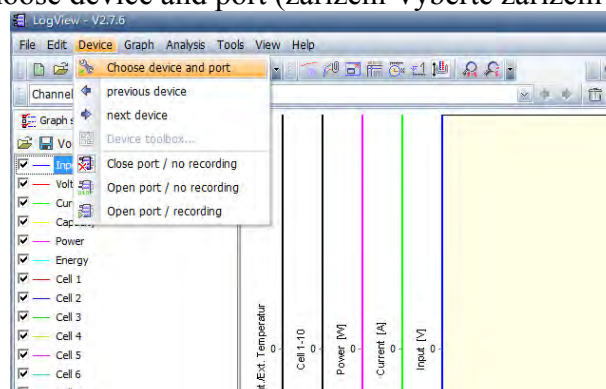 oose device and port (zařízení-vyberte zařízení
LogView - V2.7.6
File Edit Device Graph Analysis Tools View Help
Choose device and port
Channel
previous device
Graph s
next device
Vo
Device toolbox...
Inp
Close port / no recording
Volt
Open port / no recording
Cur
Open port / recording
Capacity
Power
Energy
Cell 1
Cell 2
Cell 3
Cell 4
Cell 5
Cell 6
t./Ext. Temperatur
0
Cell 1-10
0
Power [W]
0
Current [A]
0
Input [V]
0